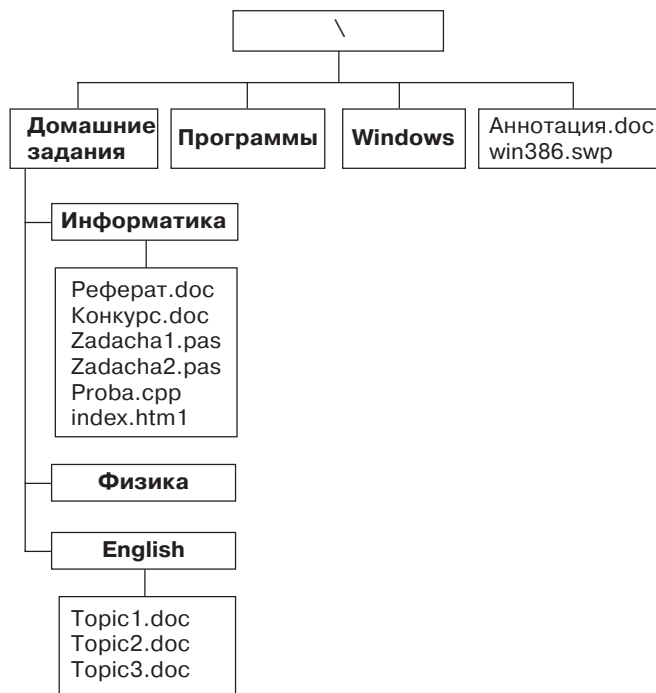 \
Домашние
задания
Программы
Windows
Аннотация.doc
win386.swp
Информатика
Реферат.doc
Конкурс.doc
Zadacha1.pas
Zadacha2.pas
Proba.cpp
index.htm1
Физика
English
Topic1.doc
Topic2.doc
Topic3.doc